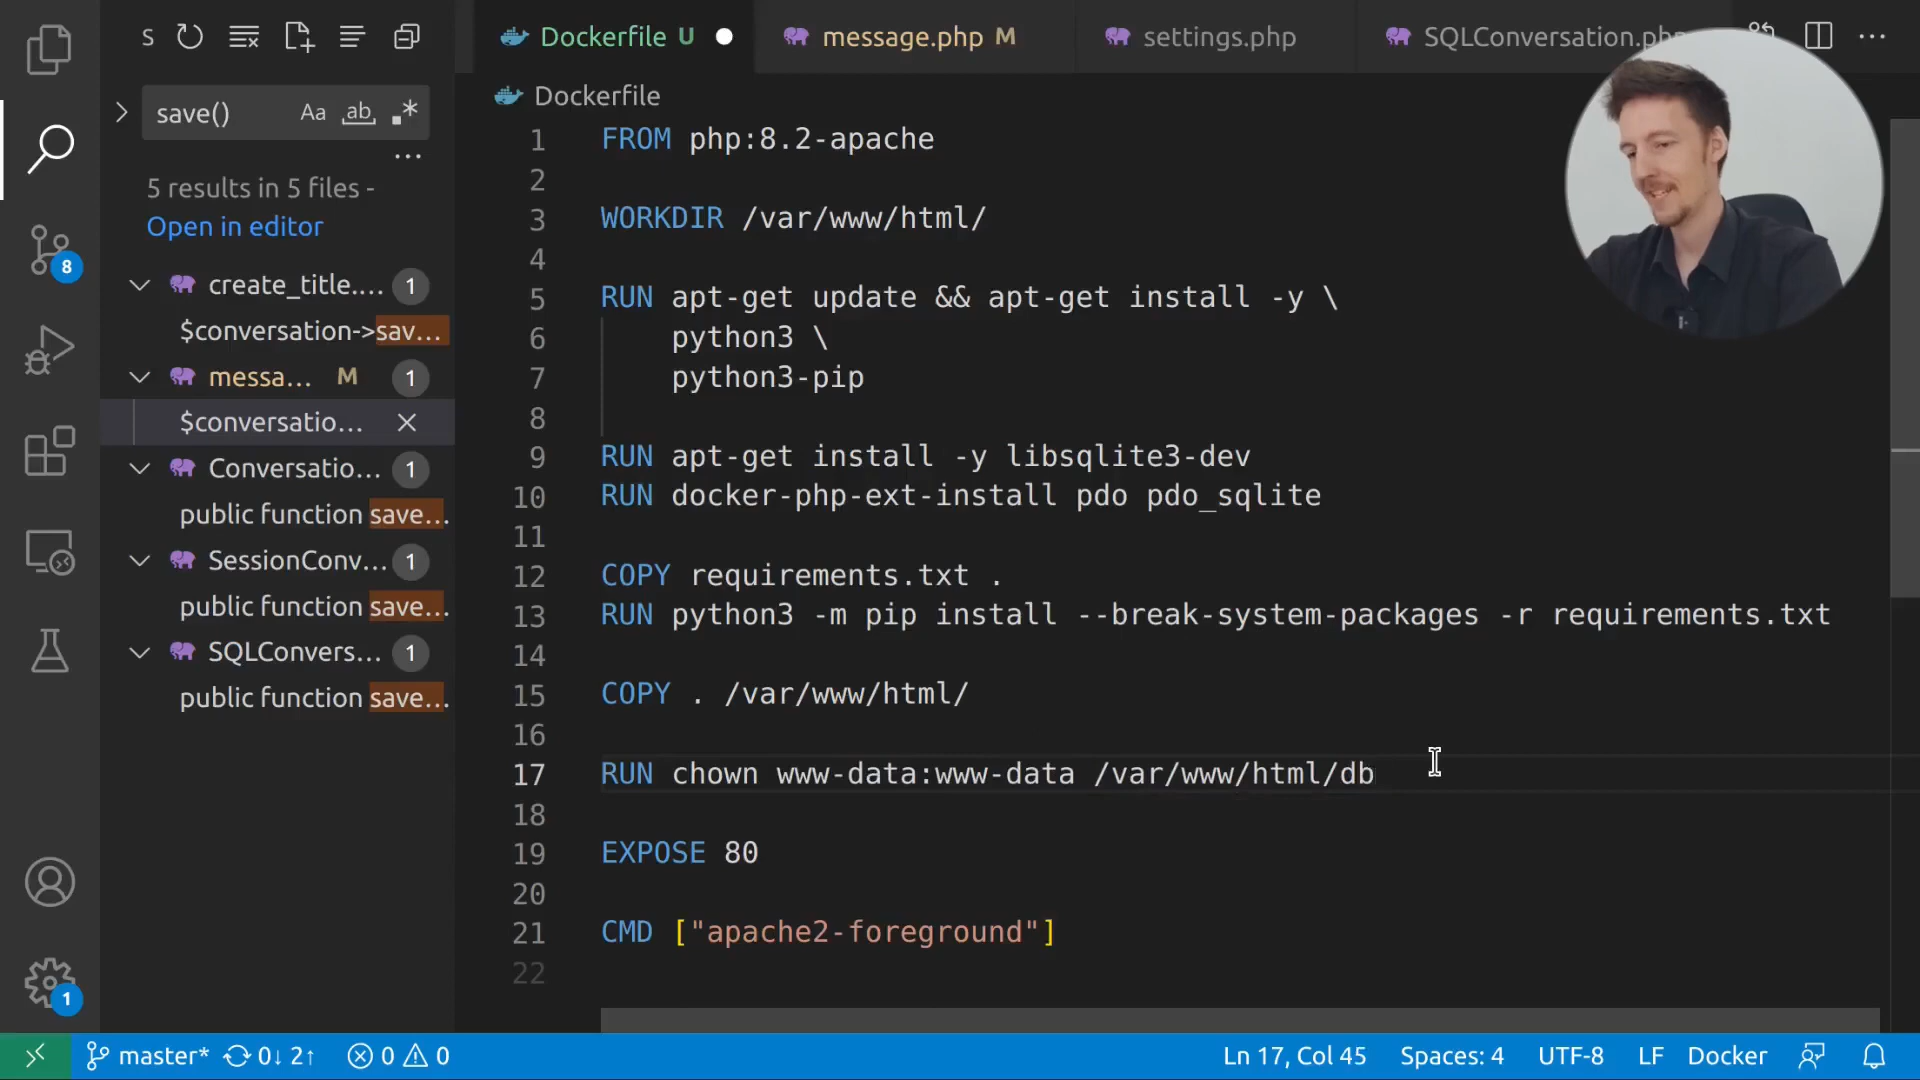 S
Dockerfile U
message.php M
settings.php
SQLConversation.php
save()
Aa
ab
Dockerfile
5 results in 5 files -
Open in editor
create_title.... 1
$conversation->sav...
messa... M 1
$conversatio...
Conversatio... 1
public function save...
SessionConv... 1
public function save...
SQLConvers... 1
public function save...
8
1
1 FROM php:8.2-apache
2
3 WORKDIR /var/www/html/
4
5 RUN apt-get update && apt-get install -y \
6 python3 \
7 python3-pip
8
9 RUN apt-get install -y libsqlite3-dev
10 RUN docker-php-ext-install pdo pdo_sqlite
11
12 COPY requirements.txt .
13 RUN python3 -m pip install --break-system-packages -r requirements.txt
14
15 COPY . /var/www/html/
16
17 RUN chown www-data:www-data /var/www/html/db
18
19 EXPOSE 80
20
21 CMD ["apache2-foreground"]
22
master* 0↓ 2↑ 0 0 Ln 17, Col 45 Spaces: 4 UTF-8 LF Docker